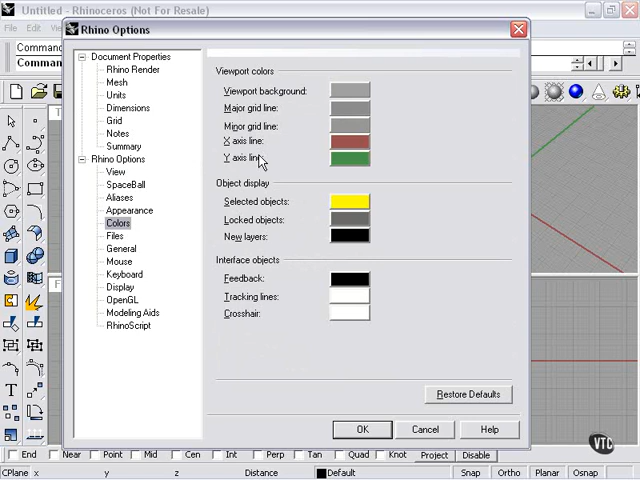 Untitled - Rhinoceros (Not For Resale)
File
Edit
Rhino Options
Command
Comman
Document Properties
Rhino Render
Mesh
Units
Dimensions
Grid
Notes
Summary
Rhino Options
View
SpaceBall
Aliases
Appearance
Colors
Files
General
Mouse
Keyboard
Display
OpenGL
Modeling Aids
RhinoScript
Viewport colors
Viewport background:
Major grid line:
Minor grid line:
X axis line:
Y axis line:
Object display
Selected objects:
Locked objects:
New layers:
Interface objects
Feedback:
Tracking lines:
Crosshair:
Restore Defaults
OK
Cancel
Help
VTC
End
Near
Point
Mid
Cen
Int
Perp
Tan
Quad
Knot
Project
Disable
CPlane
x
y
z
Distance
Default
Snap
Ortho
Planar
Osnap